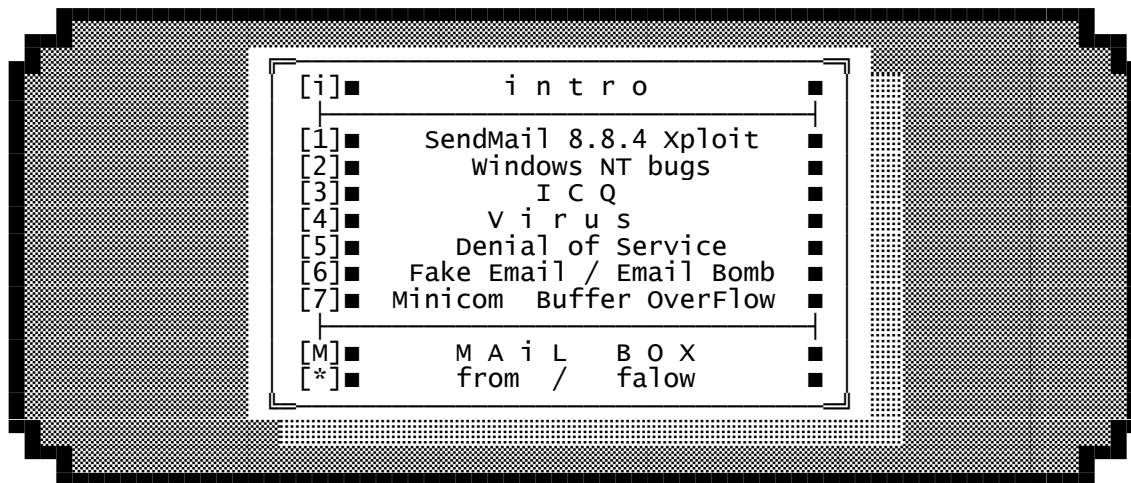 [i]■ i n t r o ■
[1]■ SendMail 8.8.4 Xploit ■
[2]■ Windows NT bugs ■
[3]■ I C Q ■
[4]■ V i r u s ■
[5]■ Denial of Service ■
[6]■ Fake Email / Email Bomb ■
[7]■ Minicom Buffer OverFlow ■
[M]■ M A i L B O X ■
[*]■ from / falow ■